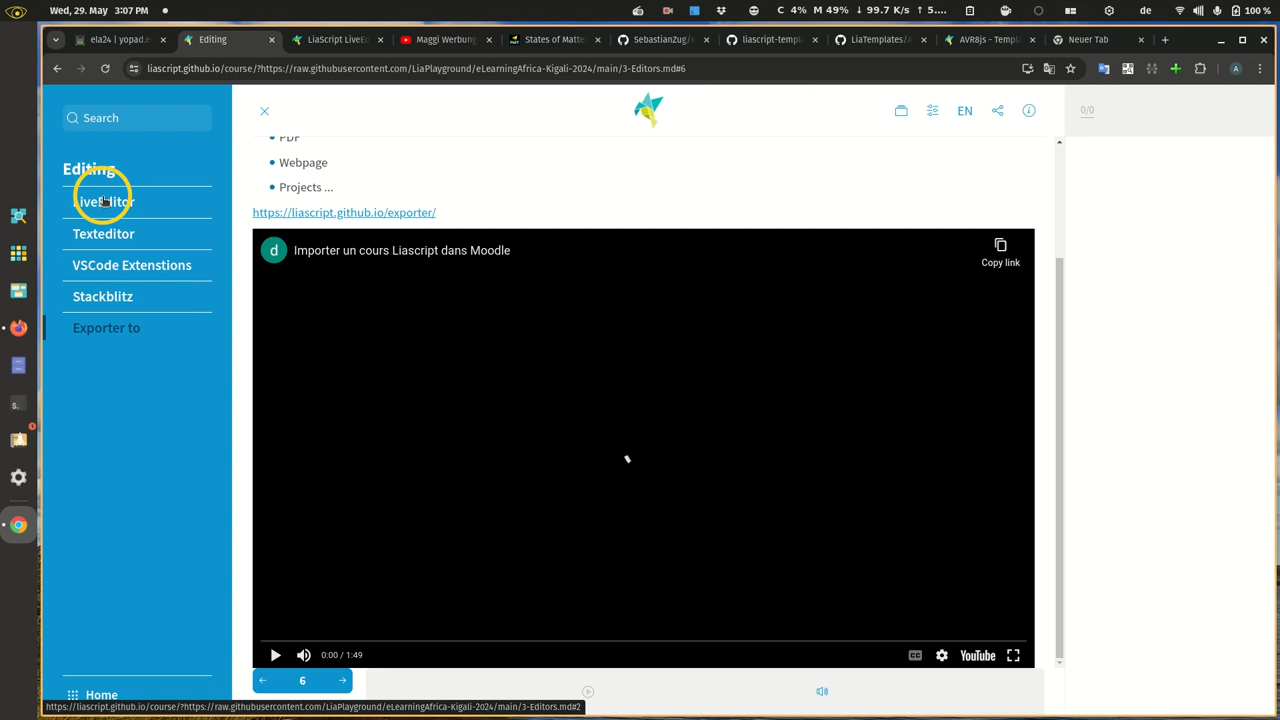 Wed, 29. May 3:07 PM
C 4% M 49% ↓ 99.7 K/s ↑ 5....
de
100 %
ela24 | yopad.e
Editing
LiaScript LiveEd
Maggi Werbung
States of Matte
SebastianZug/k
liascript-templ
LiaTemplates/A
AVR8js - Templ
Neuer Tab
liascript.github.io/course/?https://raw.githubusercontent.com/LiaPlayground/eLearningAfrica-Kigali-2024/main/3-Editors.md#6
A
Search
EN
0/0
Editing
LiveEditor
Texteditor
VSCode Extenstions
Stackblitz
Exporter to
PDF
Webpage
Projects ...
https://liascript.github.io/exporter/
d
Importer un cours Liascript dans Moodle
Copy link
0:00 / 1:49
CC
YouTube
6
Home
https://liascript.github.io/course/?https://raw.githubusercontent.com/LiaPlayground/eLearningAfrica-Kigali-2024/main/3-Editors.md#2